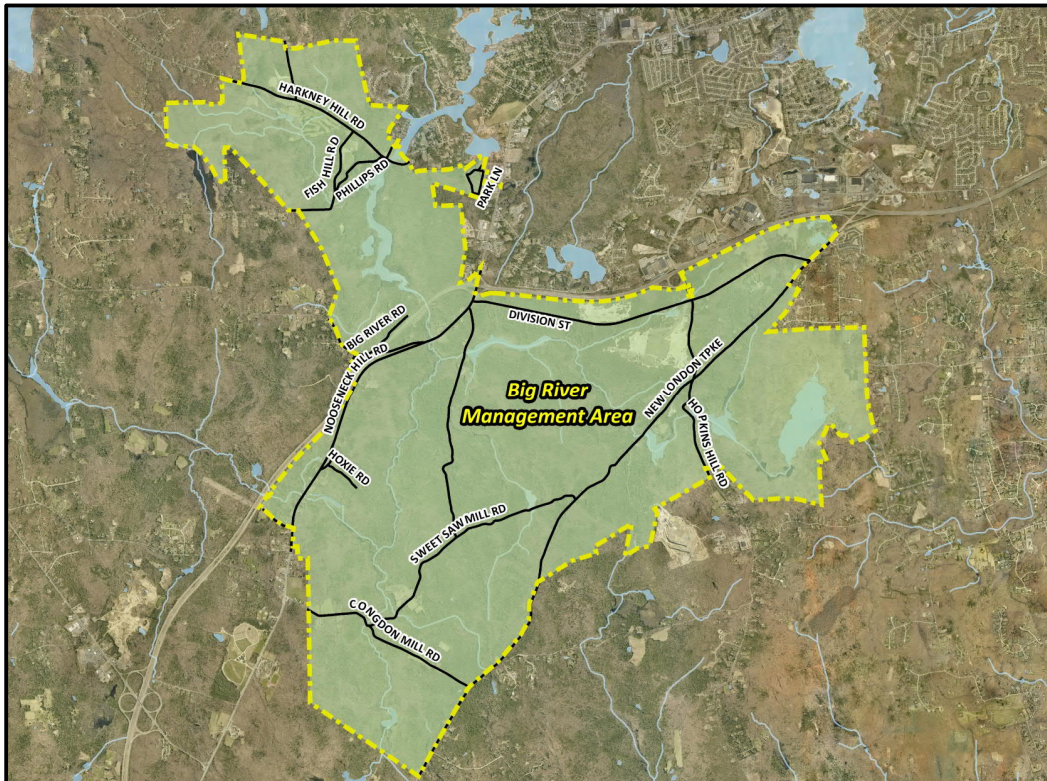 HARKNEY HILL RD
FISH HILL RD
PHILLIPS RD
PARK LN
BIG RIVER RD
DIVISION ST
NOOSENECK HILL RD
Big River
Management Area
NEW LONDON TPKE
HOPKINS HILL RD
HOXIE RD
SWEET SAW MILL RD
CONGDON MILL RD